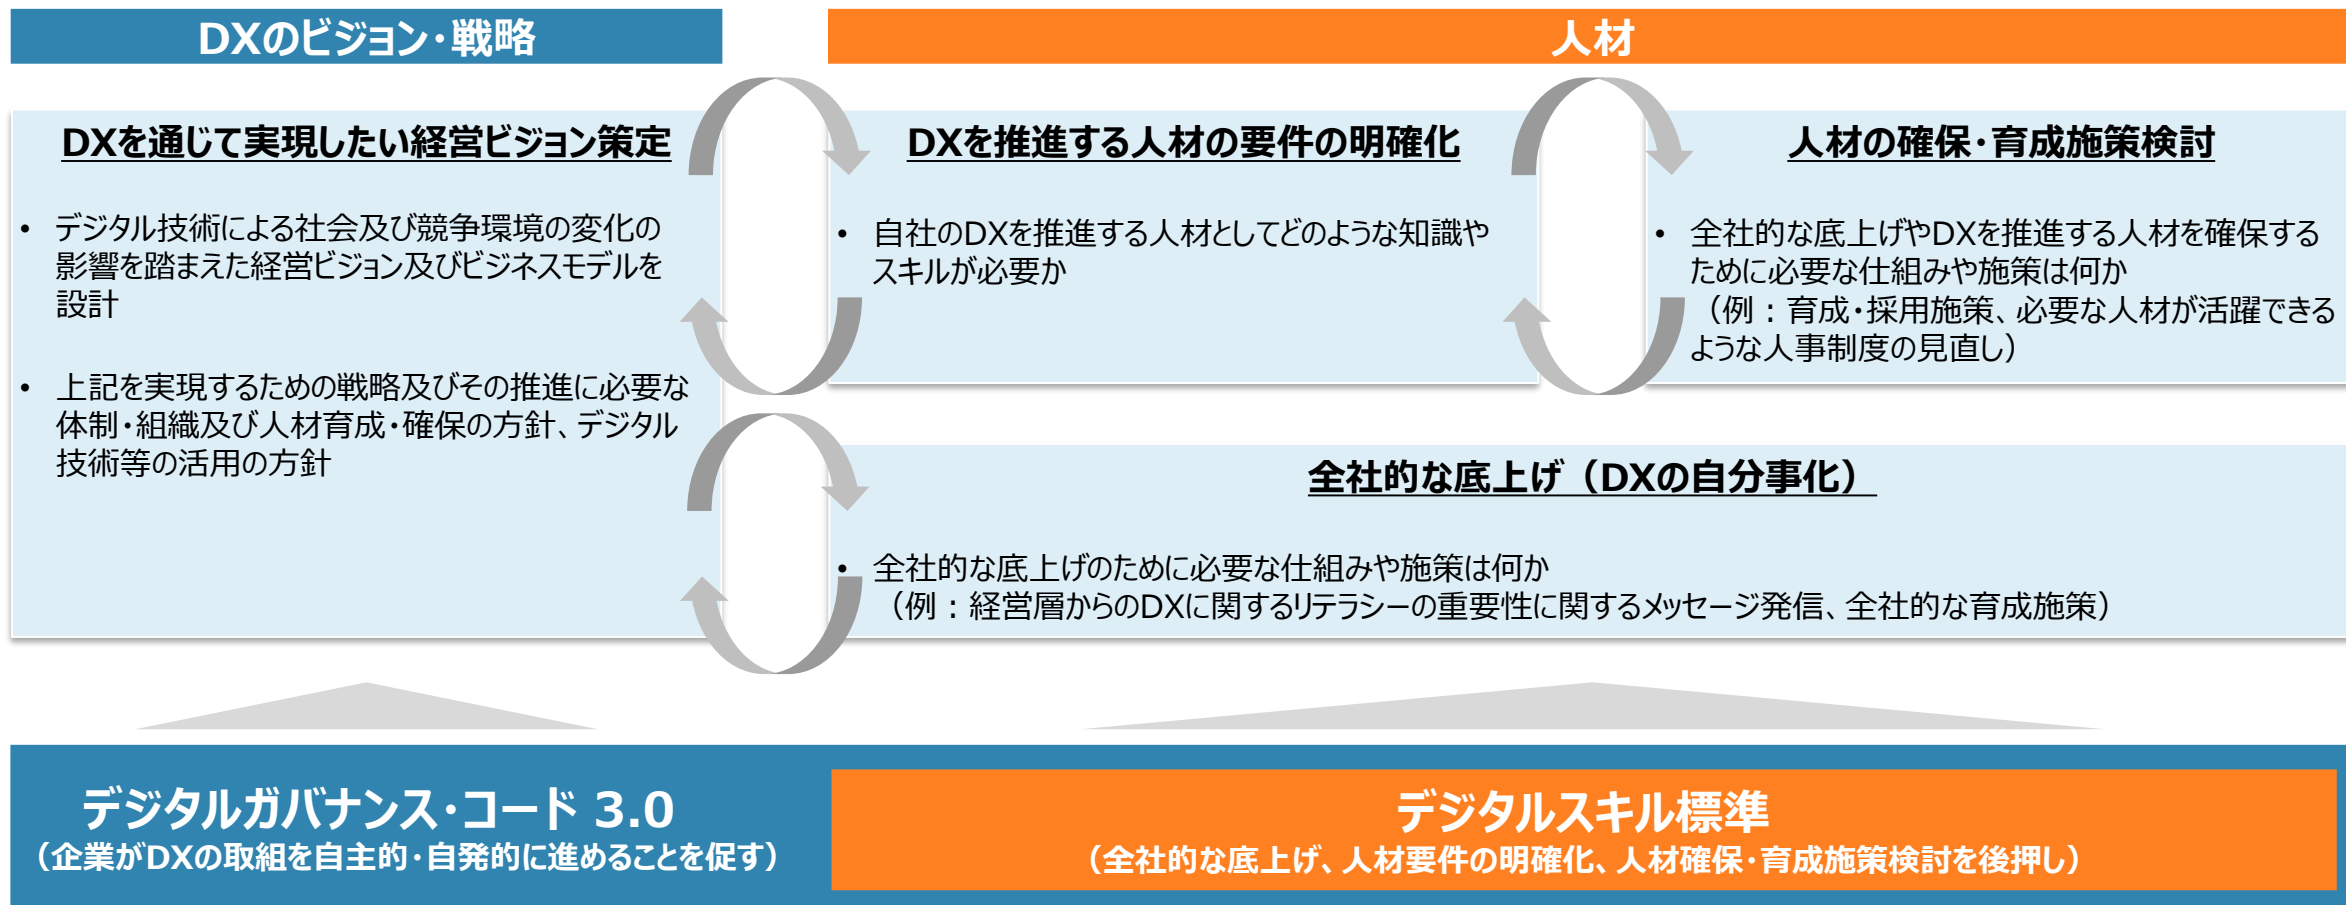 DXのビジョン・戦略
人材
DXを通じて実現したい経営ビジョン策定
• デジタル技術による社会及び競争環境の変化の
影響を踏まえた経営ビジョン及びビジネスモデルを
設計
• 上記を実現するための戦略及びその推進に必要な
体制・組織及び人材育成・確保の方針、デジタル
技術等の活用の方針
DXを推進する人材の要件の明確化
• 自社のDXを推進する人材としてどのような知識や
スキルが必要か
人材の確保・育成施策検討
• 全社的な底上げやDXを推進する人材を確保する
ために必要な仕組みや施策は何か
（例：育成・採用施策、必要な人材が活躍できる
ような人事制度の見直し）
全社的な底上げ（DXの自分事化）
• 全社的な底上げのために必要な仕組みや施策は何か
（例：経営層からのDXに関するリテラシーの重要性に関するメッセージ発信、全社的な育成施策）
デジタルガバナンス・コード 3.0
（企業がDXの取組を自主的・自発的に進めることを促す）
デジタルスキル標準
（全社的な底上げ、人材要件の明確化、人材確保・育成施策検討を後押し）